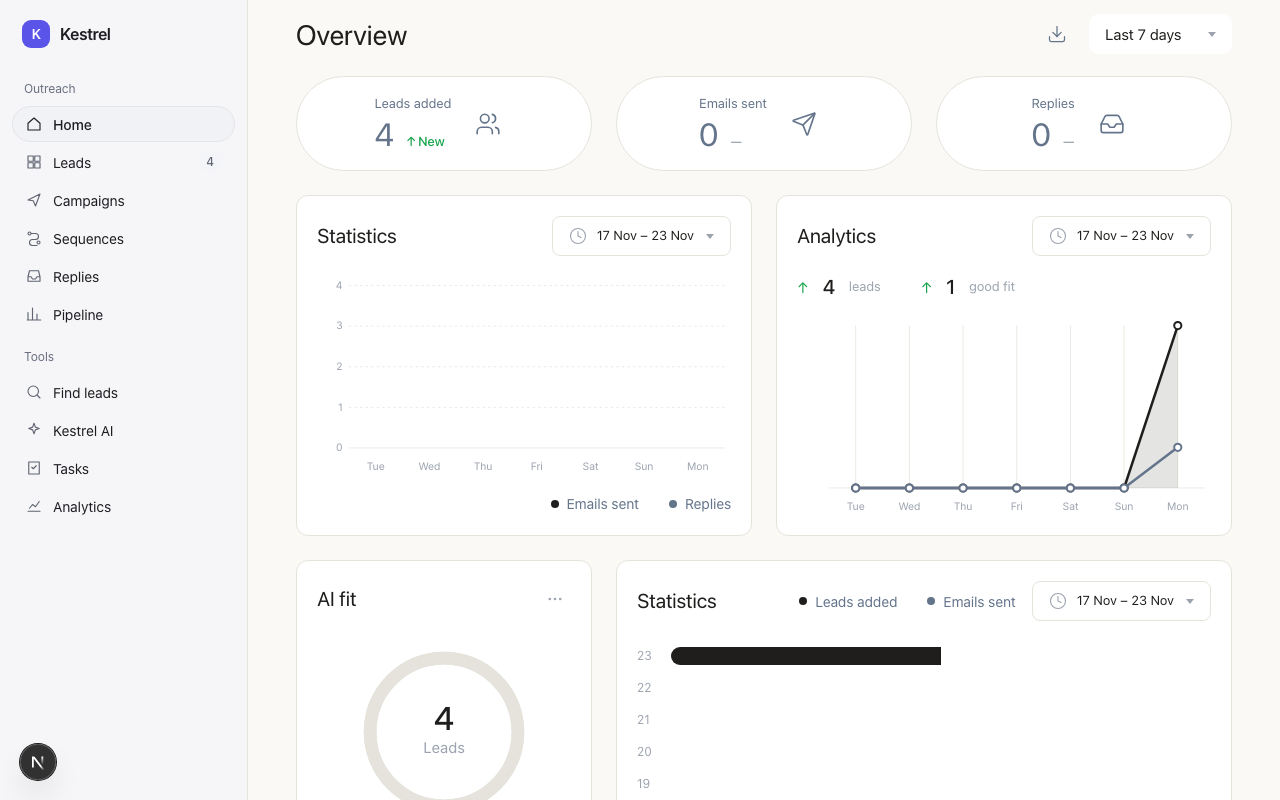 K Kestrel
Outreach
Home
Leads 4
Campaigns
Sequences
Replies
Pipeline
Tools
Find leads
Kestrel AI
Tasks
Analytics
N
Overview
Last 7 days
Leads added
4 ↑ New
Emails sent
0 –
Replies
0 –
Statistics
17 Nov – 23 Nov
4
3
2
1
0
Tue Wed Thu Fri Sat Sun Mon
Emails sent Replies
Analytics
17 Nov – 23 Nov
↑ 4 leads ↑ 1 good fit
Tue Wed Thu Fri Sat Sun Mon
AI fit ···
4
Leads
Statistics
Leads added Emails sent
17 Nov – 23 Nov
23
22
21
20
19